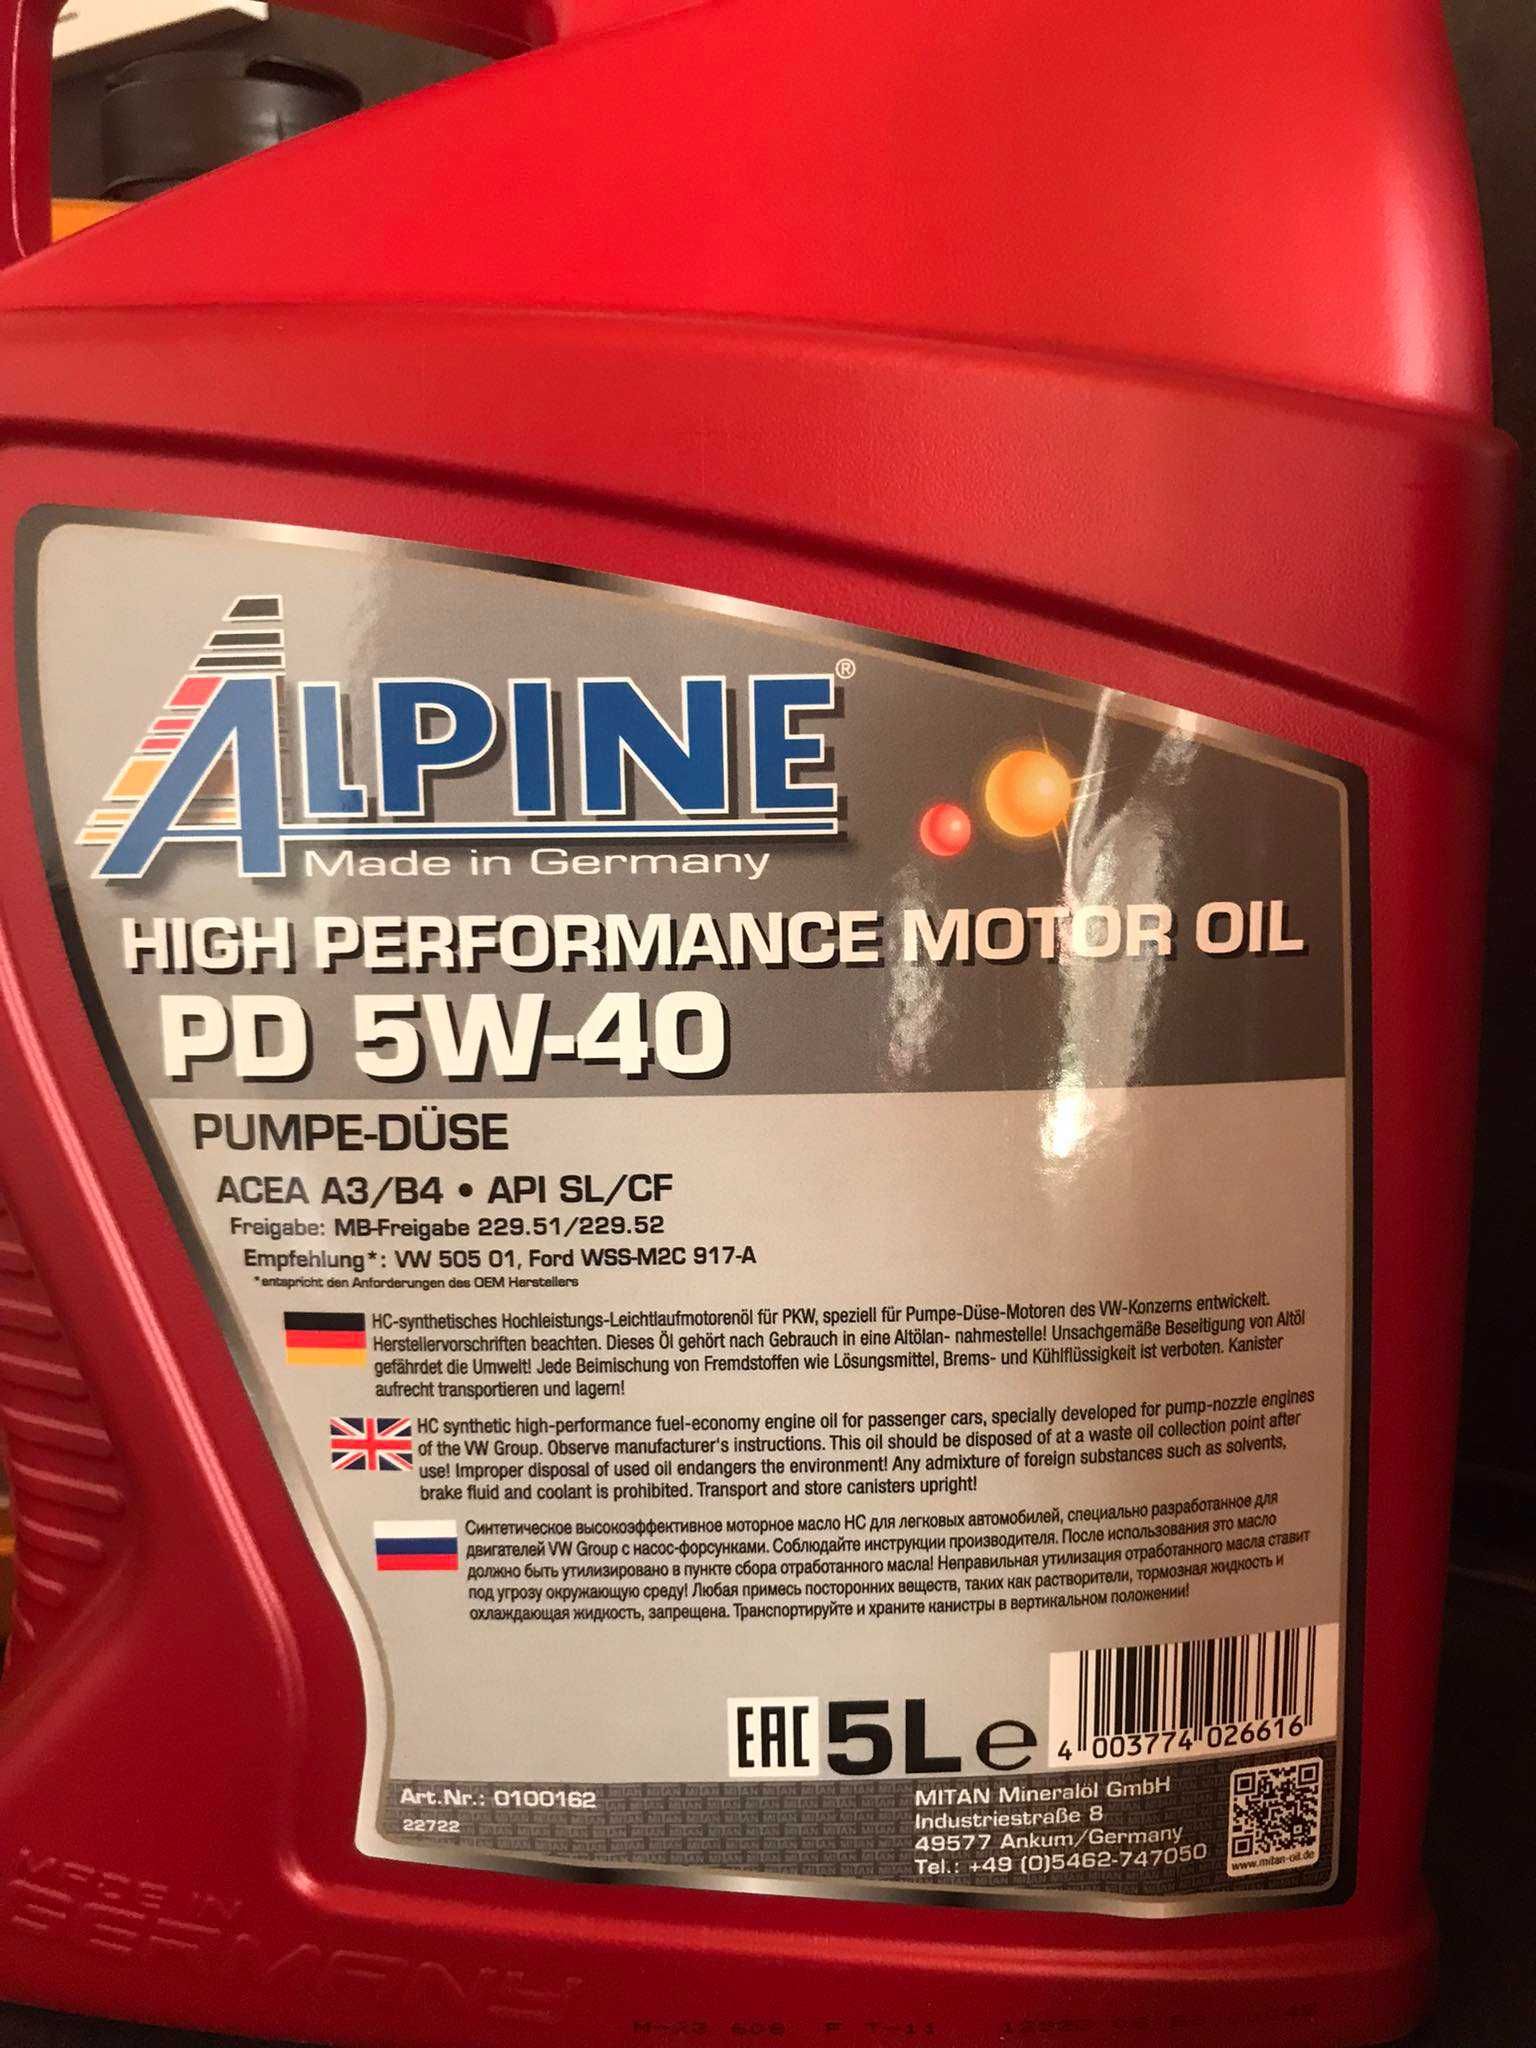 ALPINE®
Made in Germany
HIGH PERFORMANCE MOTOR OIL
PD 5W-40
PUMPE-DÜSE
ACEA A3/B4 • API SL/CF
Freigabe: MB-Freigabe 229.51/229.52
Empfehlung*: VW 505 01, Ford WSS-M2C 917-A
*entspricht den Anforderungen des OEM Herstellers
HC-synthetisches Hochleistungs-Leichtlaufmotorenöl für PKW, speziell für Pumpe-Düse-Motoren des VW-Konzerns entwickelt.
Herstellervorschriften beachten. Dieses Öl gehört nach Gebrauch in eine Altölan- nahmestelle! Unsachgemäße Beseitigung von Altöl
gefährdet die Umwelt! Jede Beimischung von Fremdstoffen wie Lösungsmittel, Brems- und Kühlflüssigkeit ist verboten. Kanister
aufrecht transportieren und lagern!
HC synthetic high-performance fuel-economy engine oil for passenger cars, specially developed for pump-nozzle engines
of the VW Group. Observe manufacturer's instructions. This oil should be disposed of at a waste oil collection point after
use! Improper disposal of used oil endangers the environment! Any admixture of foreign substances such as solvents,
brake fluid and coolant is prohibited. Transport and store canisters upright!
Синтетическое высокоэффективное моторное масло HC для легковых автомобилей, специально разработанное для
двигателей VW Group с насос-форсунками. Соблюдайте инструкции производителя. После использования это масло
должно быть утилизировано в пункте сбора отработанного масла! Неправильная утилизация отработанного масла ставит
под угрозу окружающую среду! Любая примесь посторонних веществ, таких как растворители, тормозная жидкость и
охлаждающая жидкость, запрещена. Транспортируйте и храните канистры в вертикальном положении!
EAC 5L e
4 003774 026616
Art.Nr.: 0100162
22722
MITAN Mineralöl GmbH
Industriestraße 8
49577 Ankum/Germany
Tel.: +49 (0)5462-747050
www.mitan-oil.de
MADE IN
GERMANY